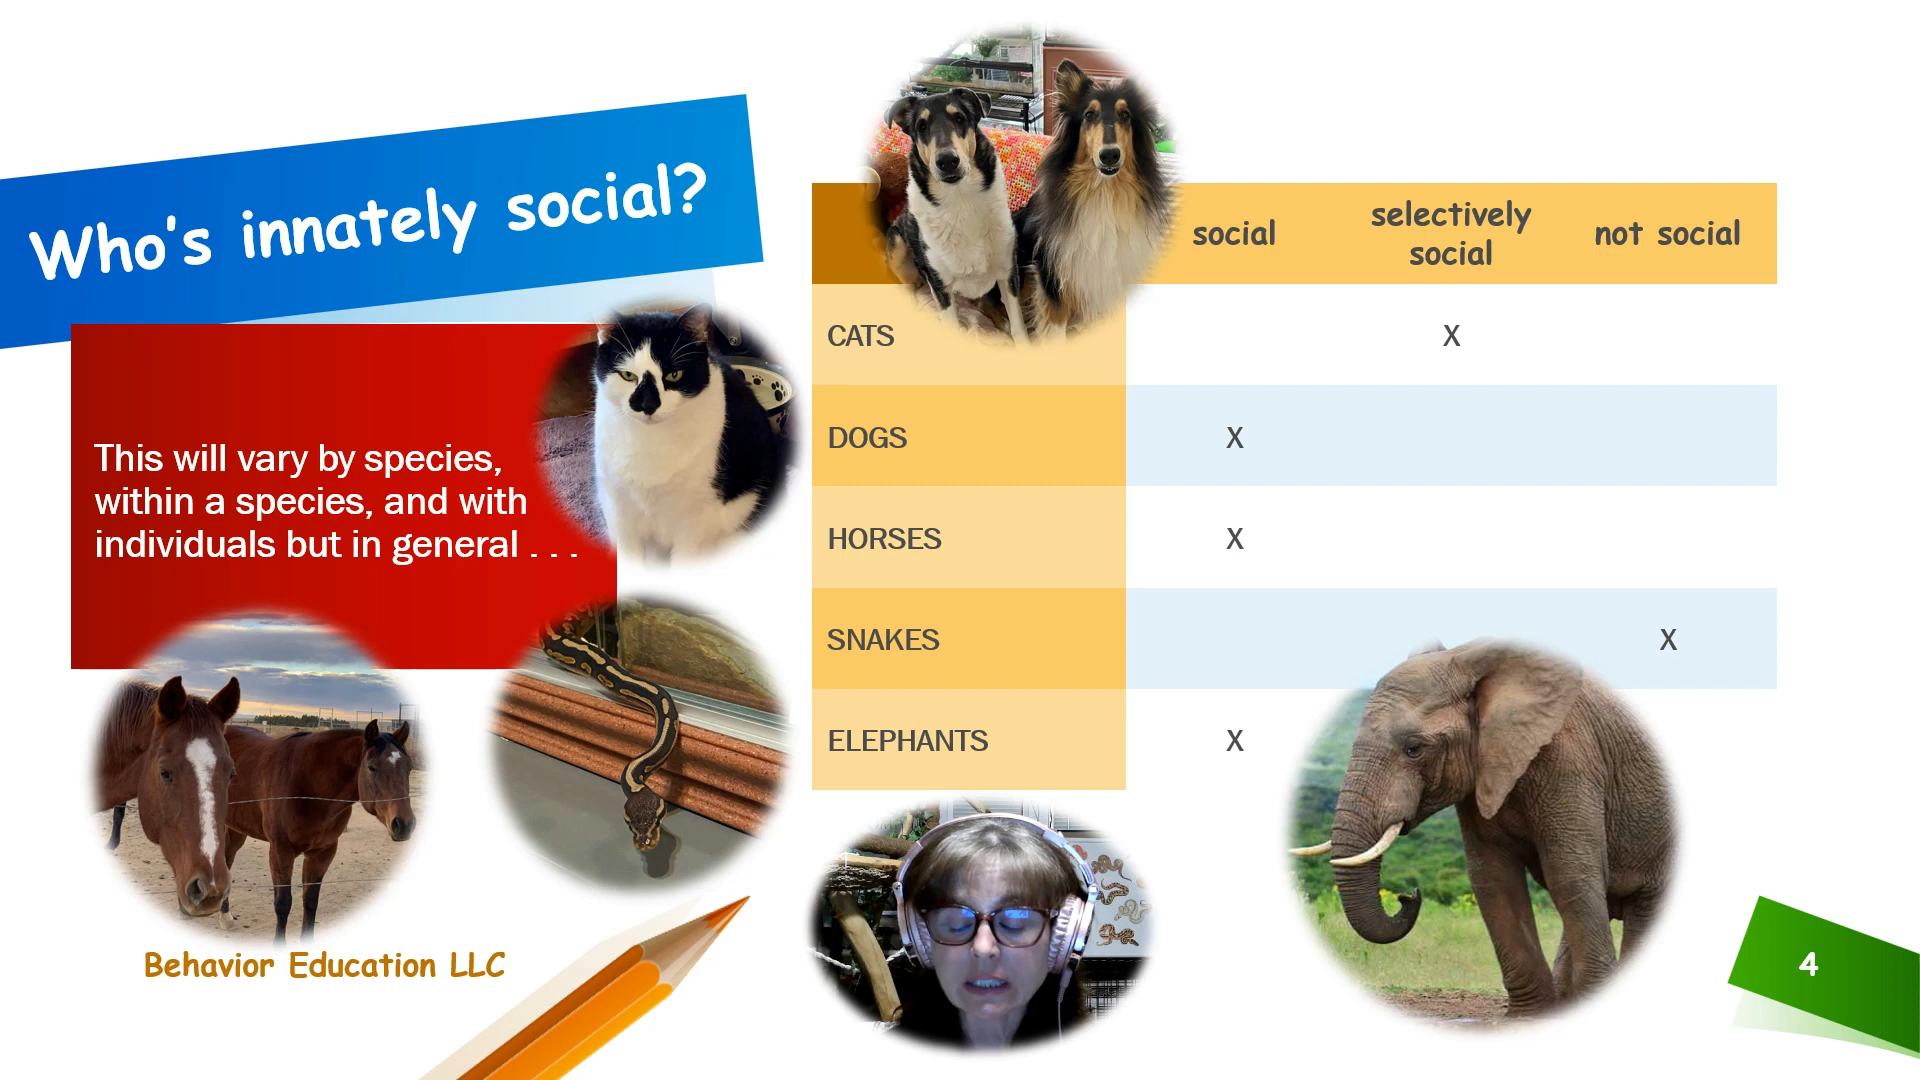 Who's innately social?
This will vary by species,
within a species, and with
individuals but in general . . .
social
selectively
social
not social
CATS X
DOGS X
HORSES X
SNAKES X
ELEPHANTS X
Behavior Education LLC
4